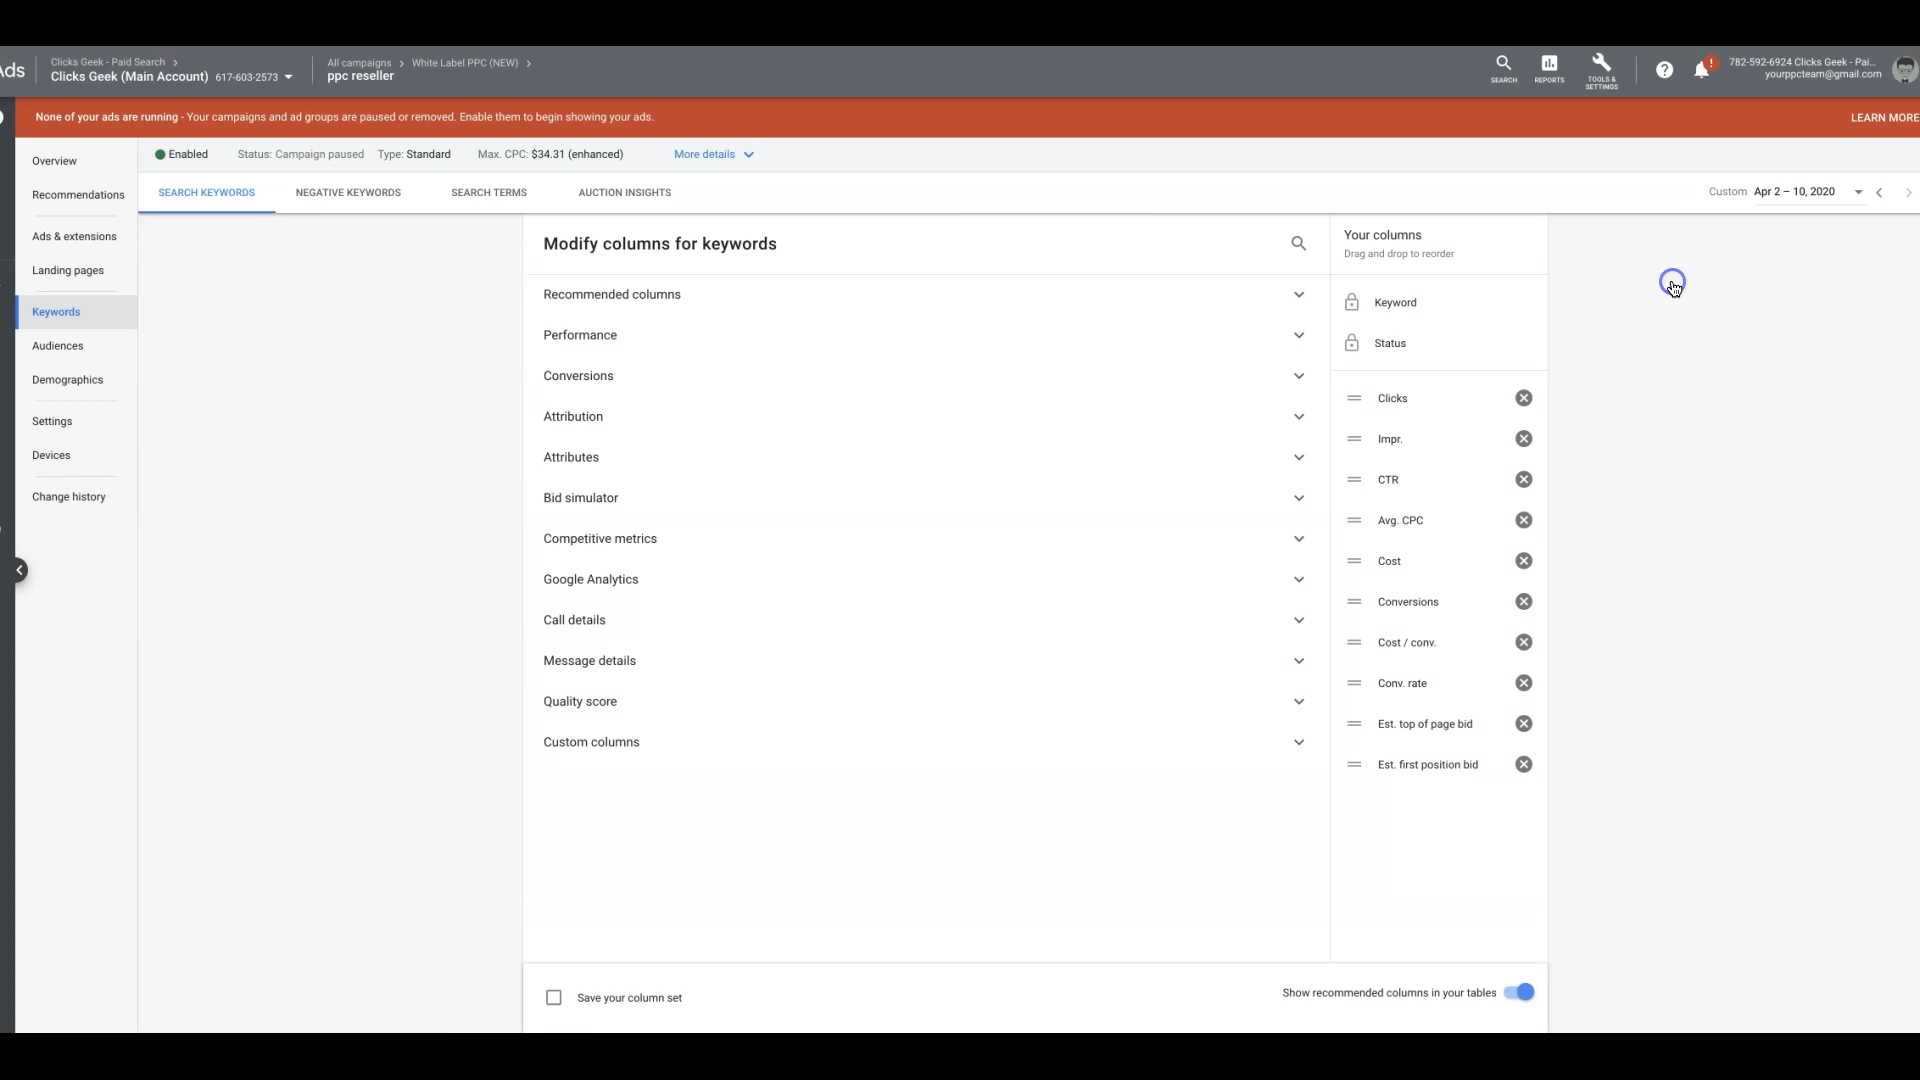 Ads
Clicks Geek - Paid Search >
Clicks Geek (Main Account) 617-603-2573
All campaigns > White Label PPC (NEW) >
ppc reseller
SEARCH
REPORTS
TOOLS &
SETTINGS
782-592-6924 Clicks Geek - Pai...
yourppcteam@gmail.com
None of your ads are running - Your campaigns and ad groups are paused or removed. Enable them to begin showing your ads.
LEARN MORE
Enabled Status: Campaign paused Type: Standard Max. CPC: $34.31 (enhanced) More details
SEARCH KEYWORDS NEGATIVE KEYWORDS SEARCH TERMS AUCTION INSIGHTS
Custom Apr 2 – 10, 2020
Overview
Recommendations
Ads & extensions
Landing pages
Keywords
Audiences
Demographics
Settings
Devices
Change history
Modify columns for keywords
Recommended columns
Performance
Conversions
Attribution
Attributes
Bid simulator
Competitive metrics
Google Analytics
Call details
Message details
Quality score
Custom columns
Your columns
Drag and drop to reorder
Keyword
Status
Clicks
Impr.
CTR
Avg. CPC
Cost
Conversions
Cost / conv.
Conv. rate
Est. top of page bid
Est. first position bid
Save your column set
Show recommended columns in your tables